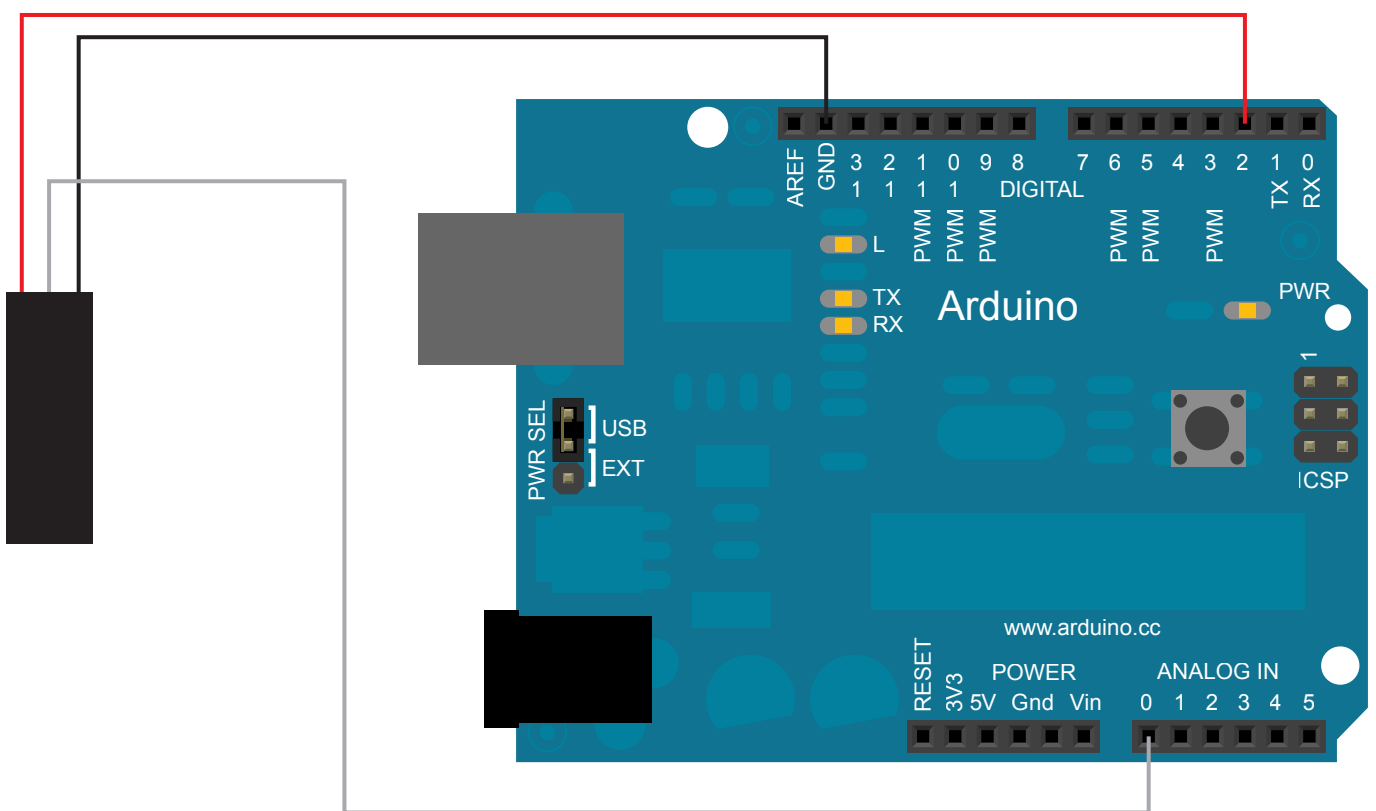 AREF GND 3 2 1 0 9 8 7 6 5 4 3 2 1 0
1 1 1 1 DIGITAL TX RX
PWM PWM PWM PWM PWM PWM
L
TX
RX
Arduino
PWR
1
PWR SEL
USB
EXT
ICSP
www.arduino.cc
RESET 3V3 POWER ANALOG IN
5V Gnd Vin 0 1 2 3 4 5